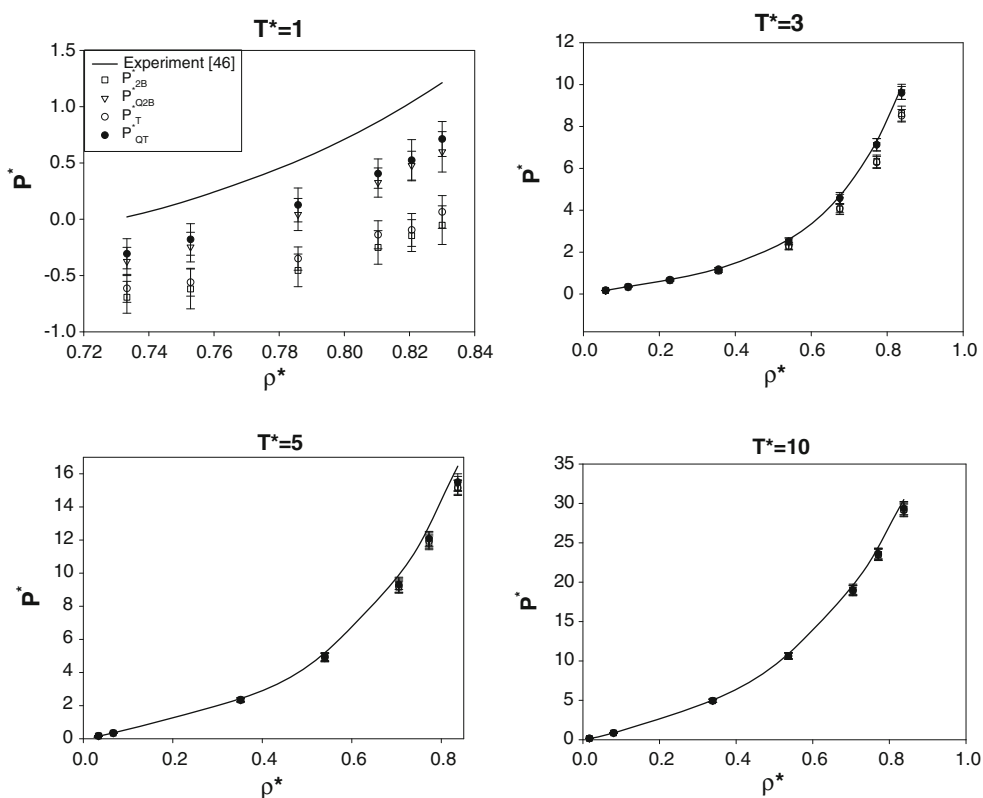 T*=1
1.5
1.0
0.5
0.0
-0.5
-1.0
P*
Experiment [46]
P*2B
P*Q2B
P*T
P*QT
0.72 0.74 0.76 0.78 0.80 0.82 0.84
ρ*
T*=3
12
10
8
6
4
2
0
P*
0.0 0.2 0.4 0.6 0.8 1.0
ρ*
T*=5
16
14
12
10
8
6
4
2
0
P*
0.0 0.2 0.4 0.6 0.8
ρ*
T*=10
35
30
25
20
15
10
5
0
P*
0.0 0.2 0.4 0.6 0.8 1.0
ρ*